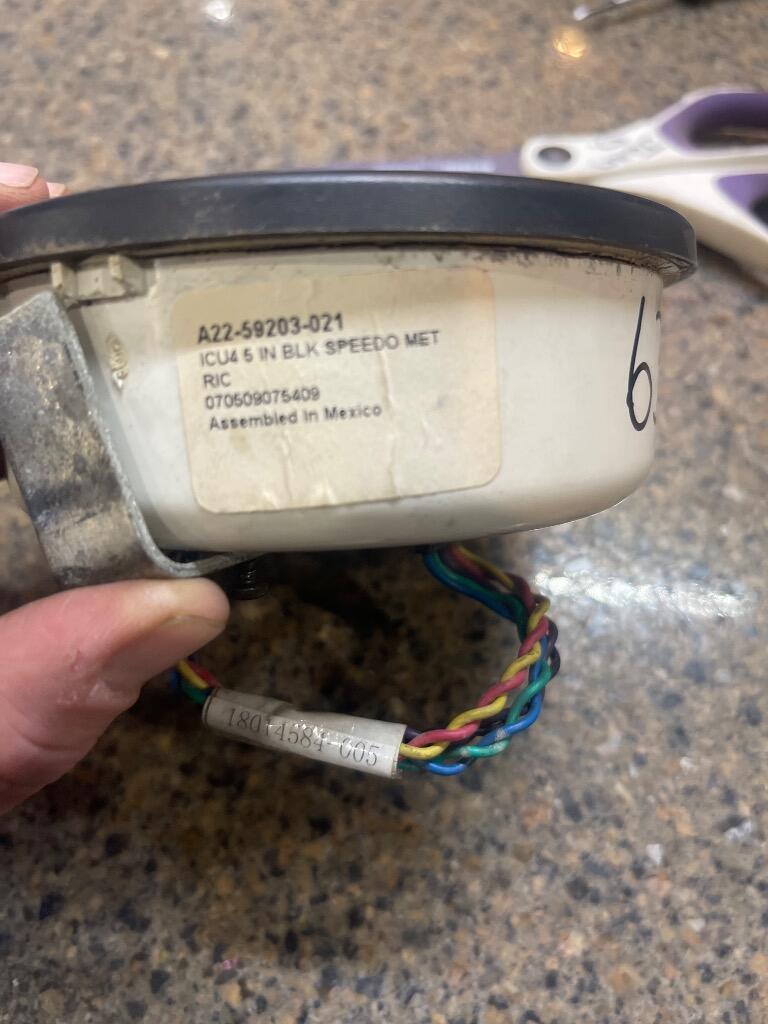 A22-59203-021
ICU4 5 IN BLK SPEEDO MET
RIC
070509075409
Assembled in Mexico
18014584-005